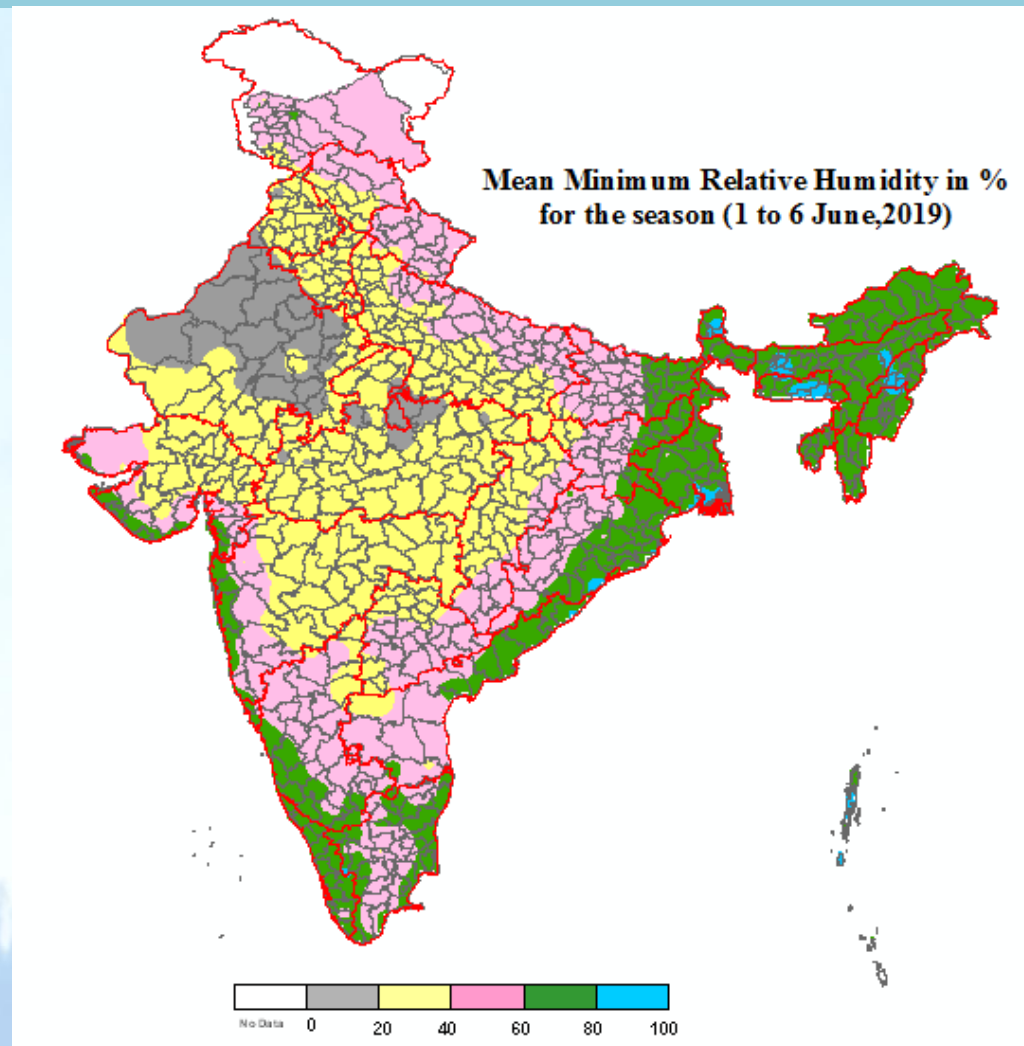 Mean Minimum Relative Humidity in %
for the season (1 to 6 June,2019)
No Data 0 20 40 60 80 100